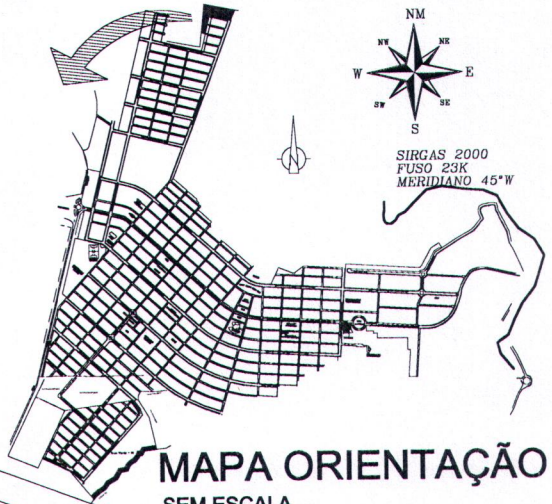 NM
NW NE
W E
SW SE
S
N
SIRGAS 2000
FUSO 23K
MERIDIANO 45°W
MAPA ORIENTAÇÃO
SEM ESCALA